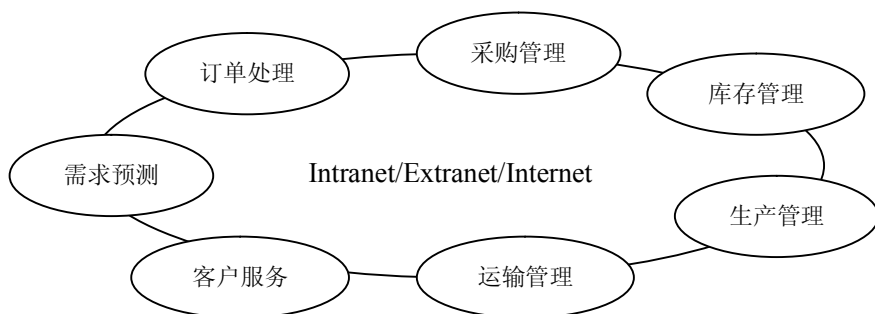 采购管理
订单处理
库存管理
需求预测
Intranet/Extranet/Internet
生产管理
客户服务
运输管理